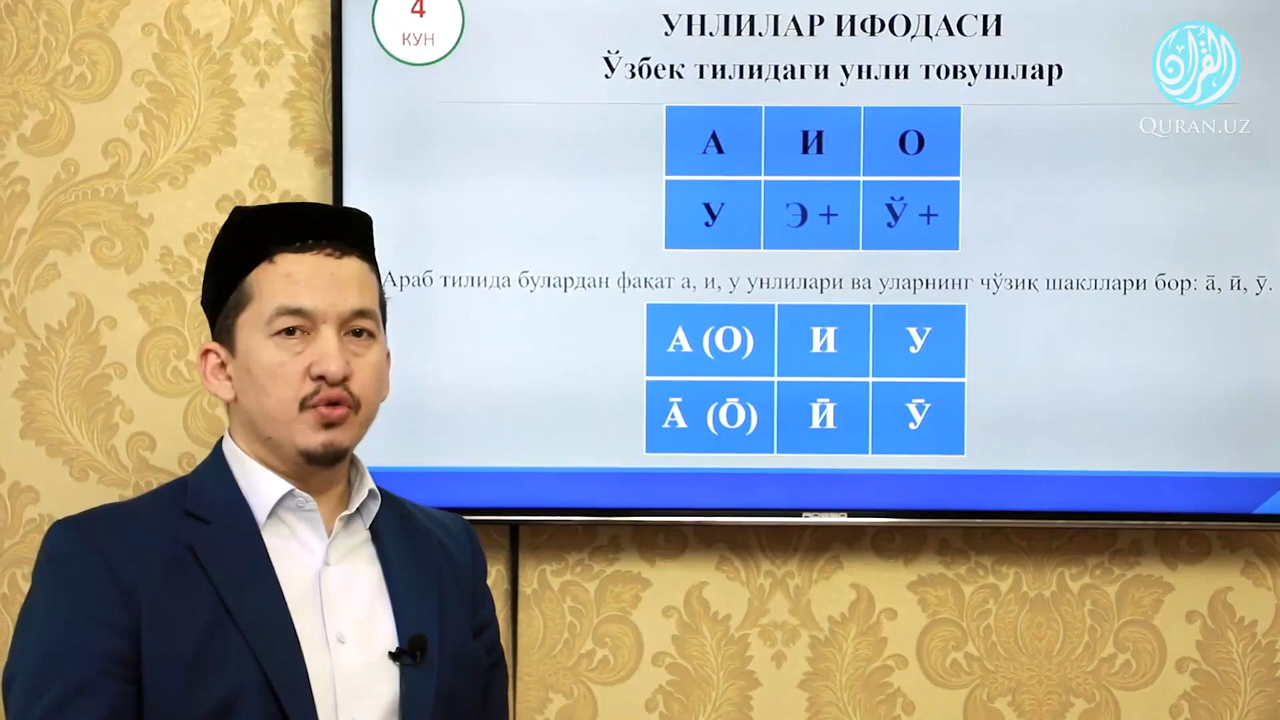 4
КУН
УНЛИЛАР ИФОДАСИ
Ўзбек тилидаги унли товушлар
القرآن
QURAN.UZ
А И О
У Э + Ў +
Араб тилида булардан фақат а, и, у унлилари ва уларнинг чўзиқ шакллари бор: ā, ӣ, ӯ.
А (О) И У
Ā (Ō) Ӣ Ӯ